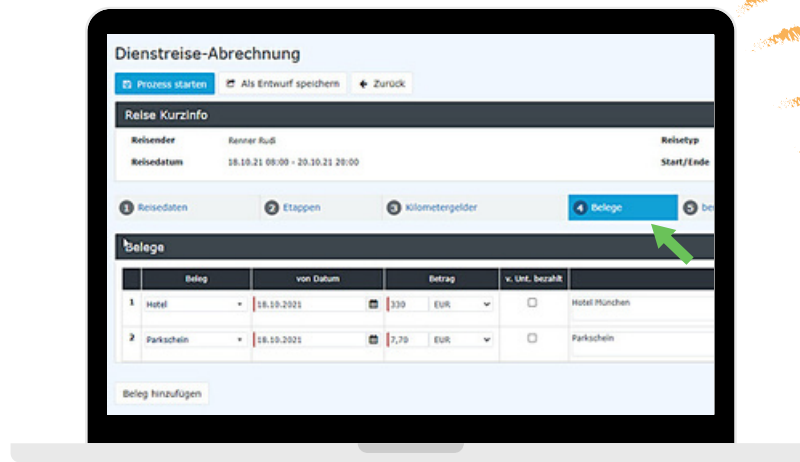 Dienstreise-Abrechnung
Prozess starten Als Entwurf speichern Zurück
Reise Kurzinfo
Reisender Renner Rudi Reisetyp
Reisedatum 18.10.21 08:00 - 20.10.21 20:00 Start/Ende
1 Reisedaten 2 Etappen 3 Kilometergelder 4 Belege 5 be
Belege
Beleg von Datum Betrag v. Unt. bezahlt
1 Hotel 18.10.2021 330 EUR Hotel München
2 Parkschein 18.10.2021 7,70 EUR Parkschein
Beleg hinzufügen